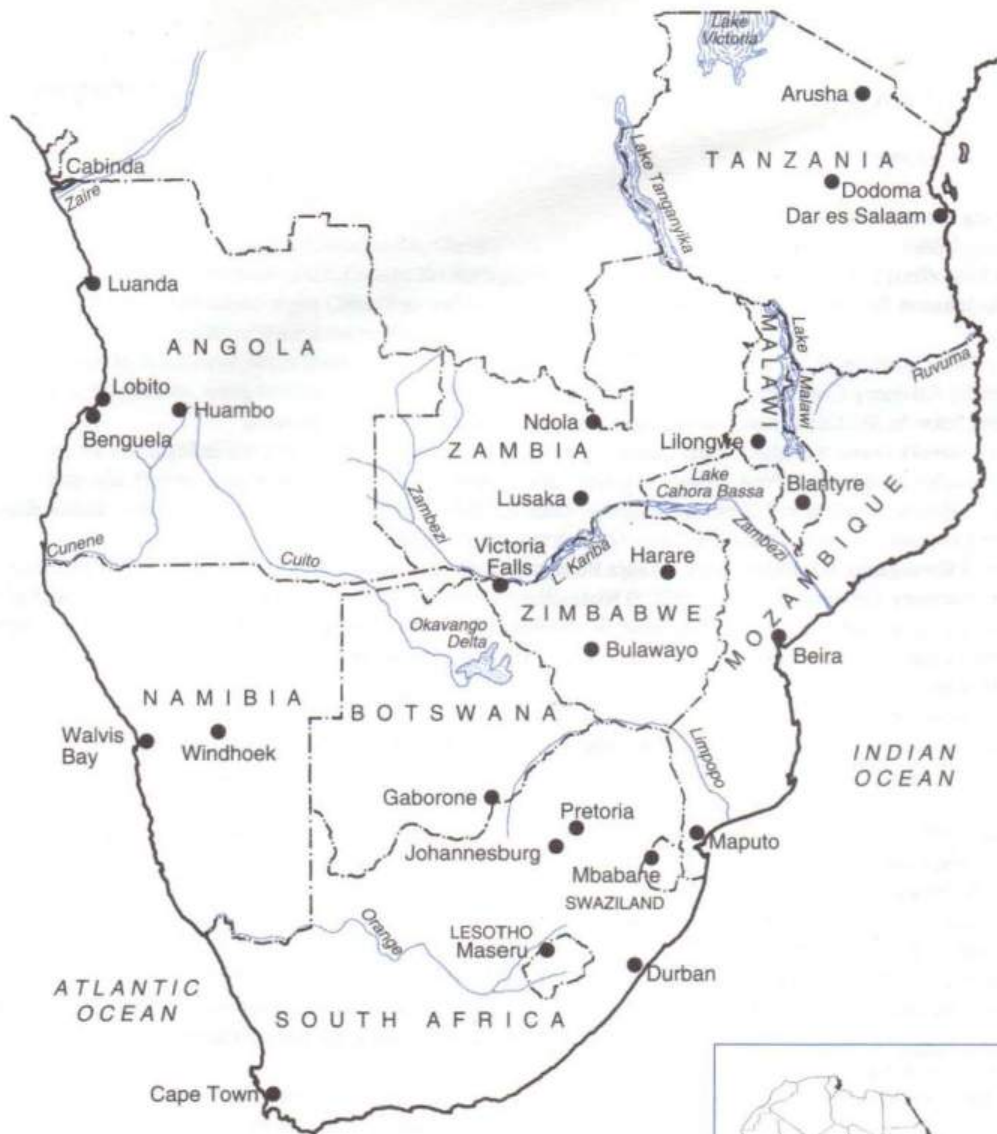 Lake
Victoria
Arusha
TANZANIA
Lake Tanganyika
Dodoma
Dar es Salaam
Cabinda
Zaire
Luanda
ANGOLA
MALAWI
Lake Malawi
Ruvuma
Lobito
Huambo
Benguela
Ndola
ZAMBIA
Lilongwe
Lake
Cahora Bassa
Blantyre
Lusaka
Zambezi
Zambezi
MOZAMBIQUE
Cunene
Cuito
Victoria
Falls
L. Kariba
Harare
ZIMBABWE
Okavango
Delta
Bulawayo
Beira
NAMIBIA
BOTSWANA
Walvis
Bay
Windhoek
Limpopo
INDIAN
OCEAN
Gaborone
Pretoria
Johannesburg
Maputo
Mbabane
SWAZILAND
Orange
LESOTHO
Maseru
Durban
ATLANTIC
OCEAN
SOUTH AFRICA
Cape Town